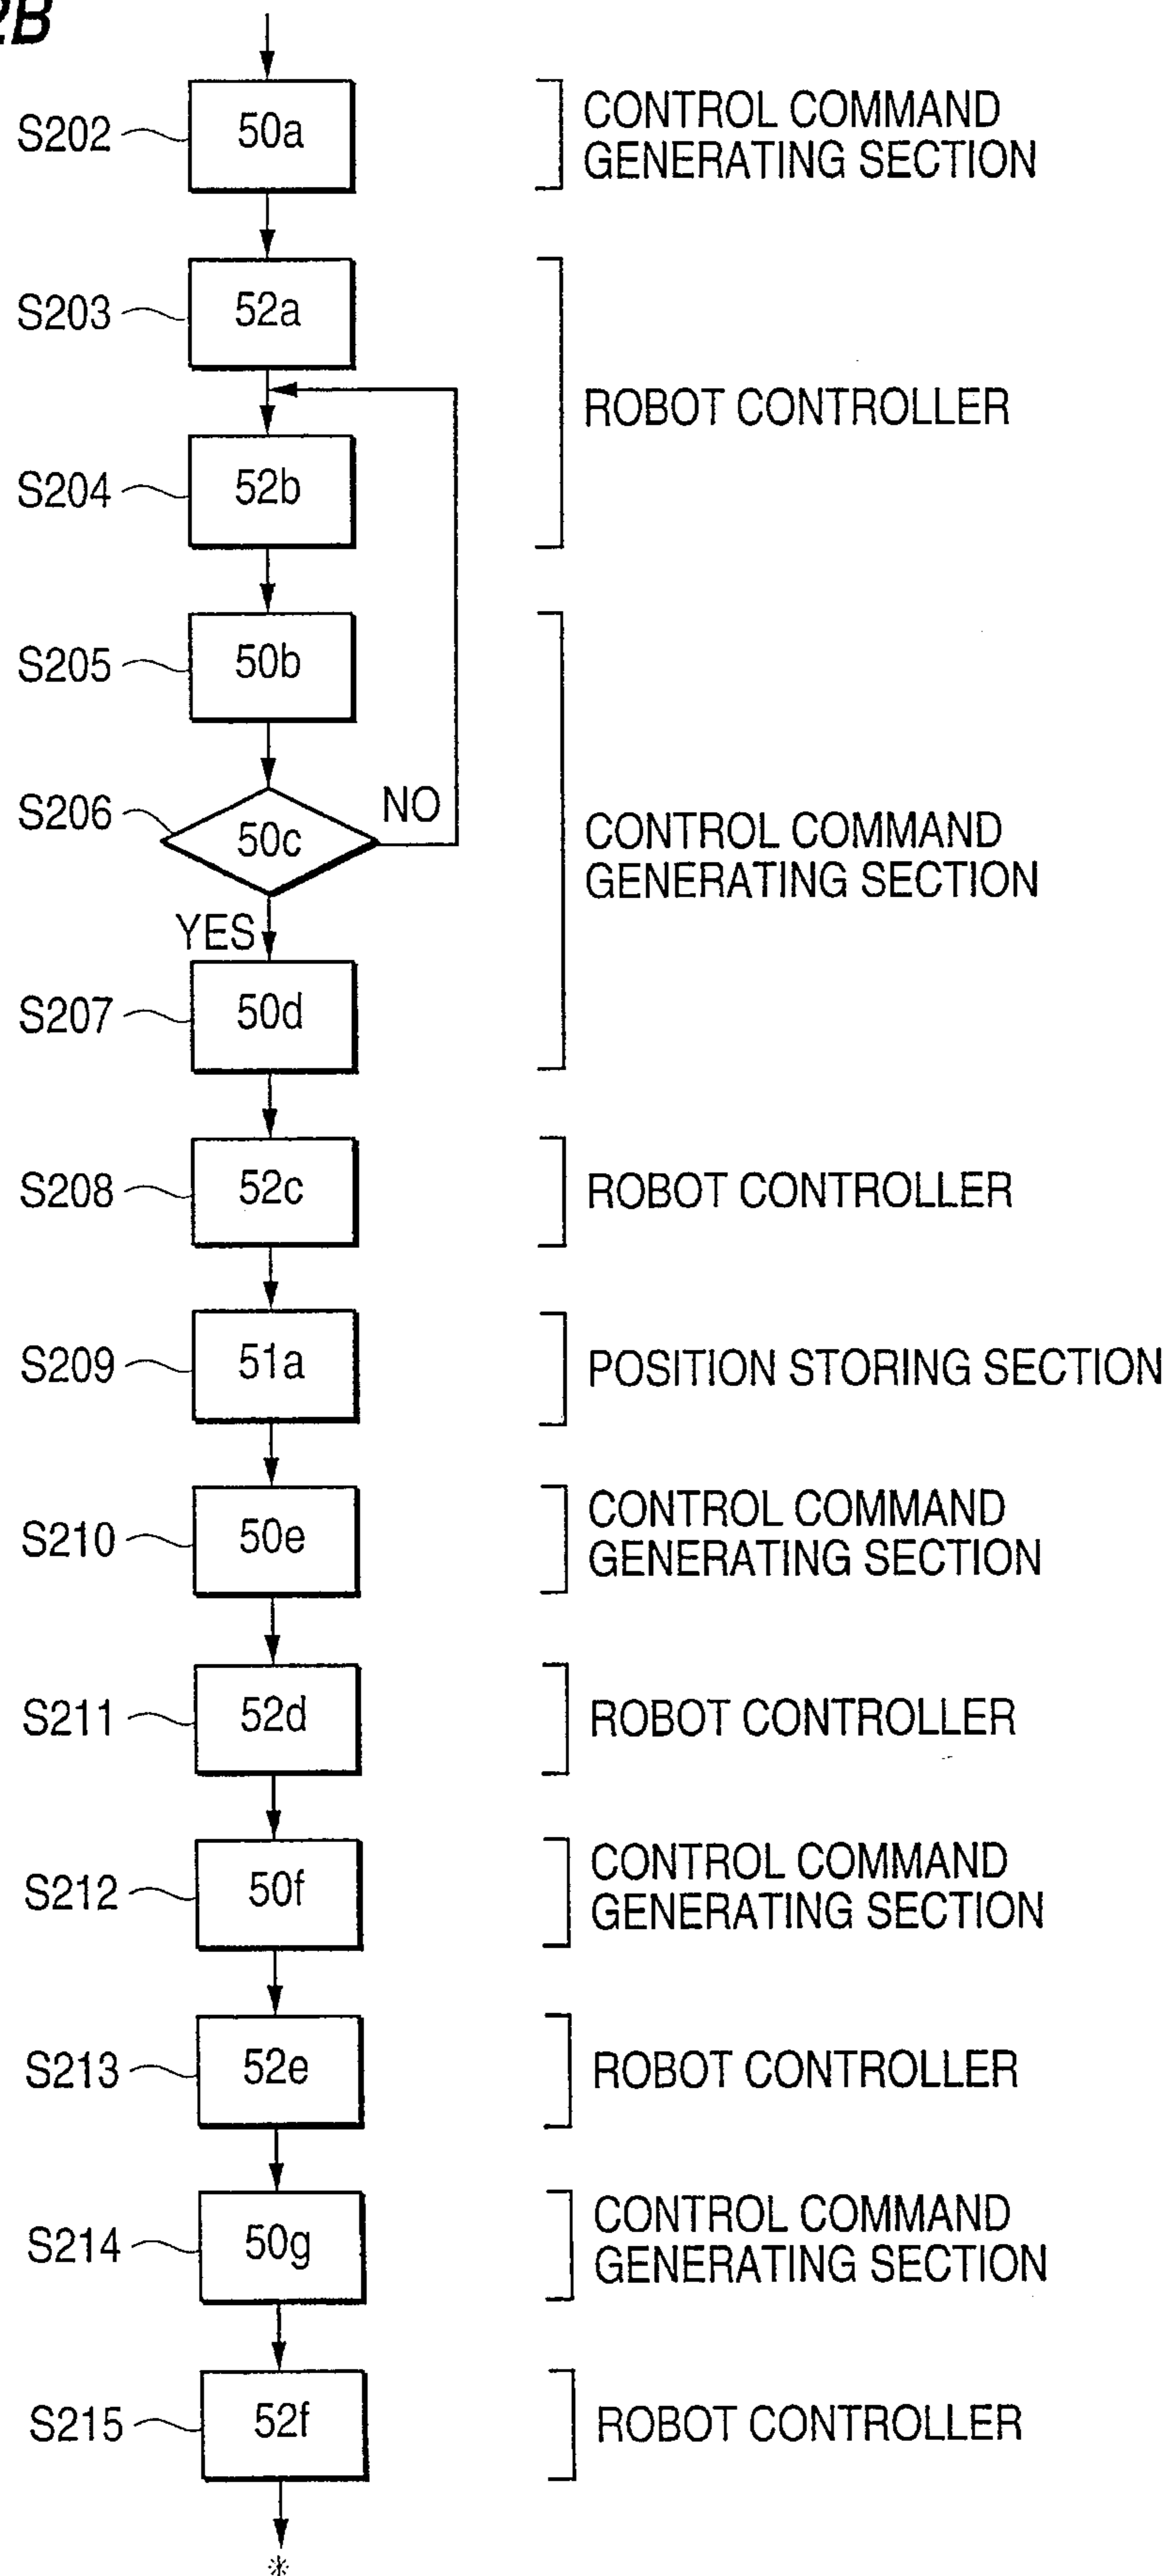 2B
S202
50a
CONTROL COMMAND
GENERATING SECTION
S203
52a
ROBOT CONTROLLER
S204
52b
S205
50b
S206
50c
NO
CONTROL COMMAND
GENERATING SECTION
YES
S207
50d
S208
52c
ROBOT CONTROLLER
S209
51a
POSITION STORING SECTION
S210
50e
CONTROL COMMAND
GENERATING SECTION
S211
52d
ROBOT CONTROLLER
S212
50f
CONTROL COMMAND
GENERATING SECTION
S213
52e
ROBOT CONTROLLER
S214
50g
CONTROL COMMAND
GENERATING SECTION
S215
52f
ROBOT CONTROLLER
*